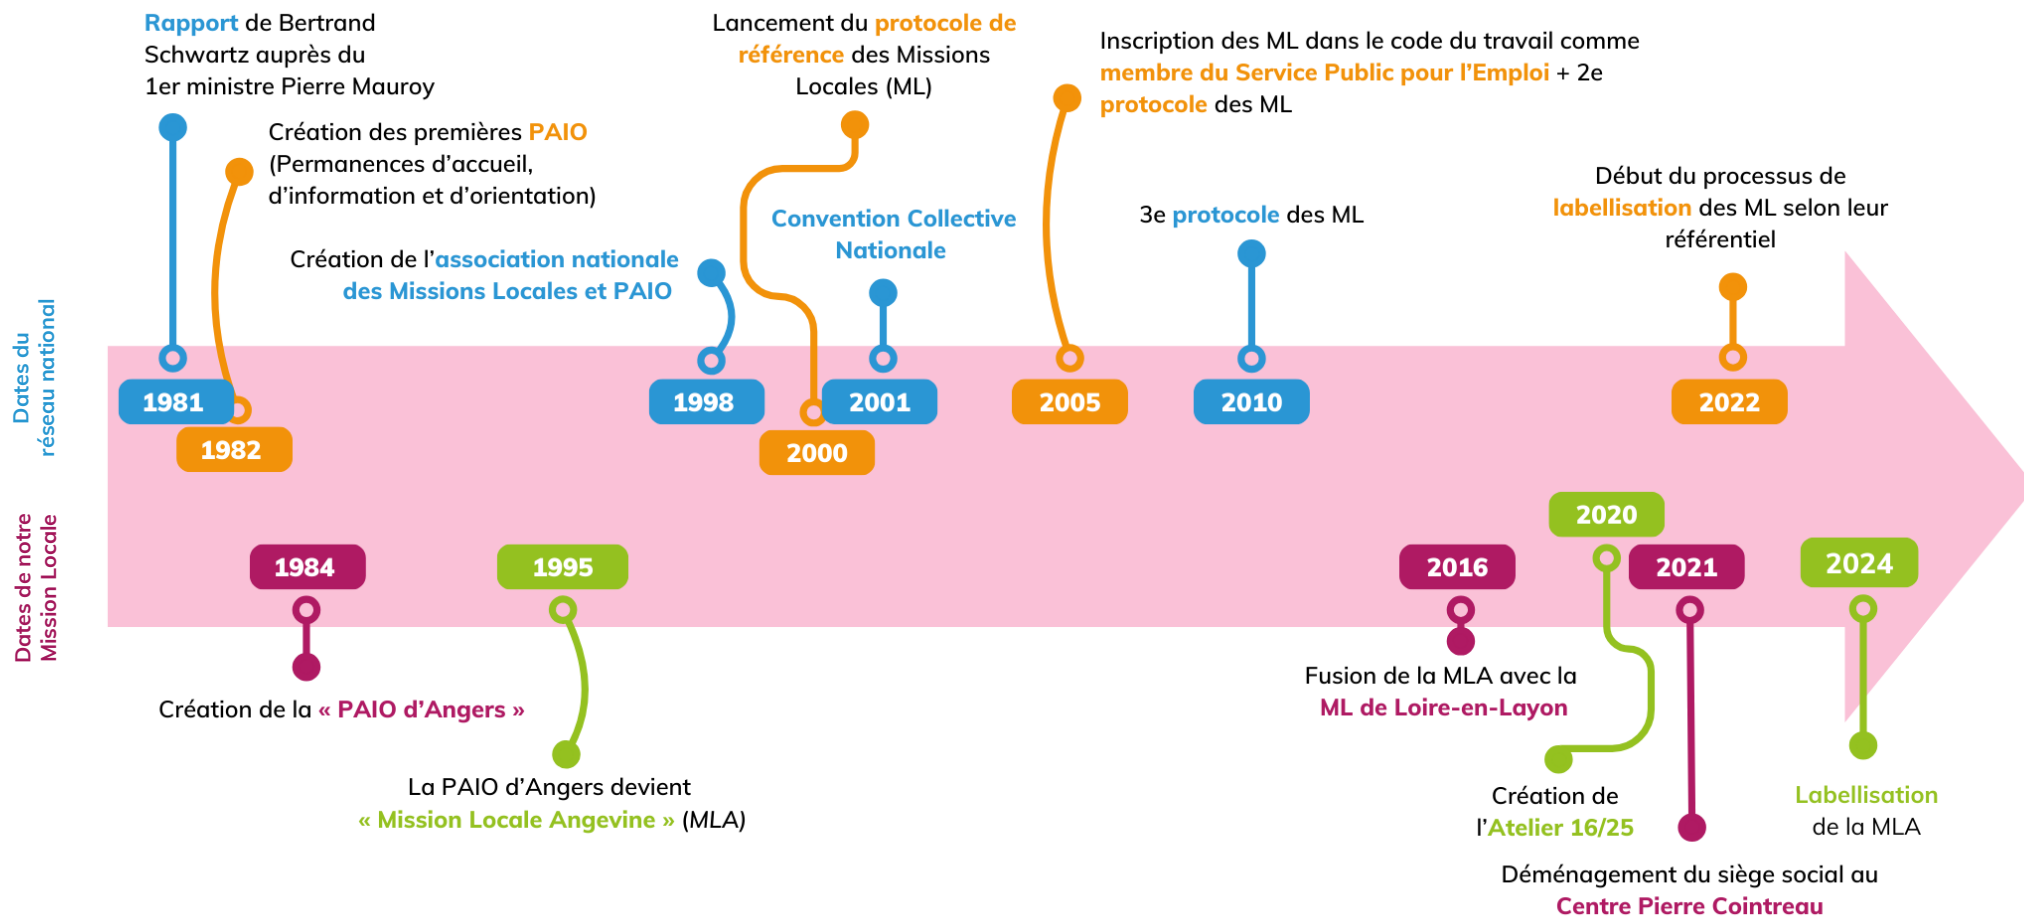 Rapport de Bertrand
Schwartz auprès du
1er ministre Pierre Mauroy
Création des premières PAIO
(Permanences d’accueil,
d’information et d’orientation)
Création de l’association nationale
des Missions Locales et PAIO
Lancement du protocole de
référence des Missions
Locales (ML)
Convention Collective
Nationale
Inscription des ML dans le code du travail comme
membre du Service Public pour l’Emploi + 2e
protocole des ML
3e protocole des ML
Début du processus de
labellisation des ML selon leur
référentiel
Dates du
réseau national
1981
1982
1998
2000
2001
2005
2010
2022
Dates de notre
Mission Locale
1984
1995
2016
2020
2021
2024
Création de la « PAIO d’Angers »
La PAIO d’Angers devient
« Mission Locale Angevine » (MLA)
Fusion de la MLA avec la
ML de Loire-en-Layon
Création de
l’Atelier 16/25
Déménagement du siège social au
Centre Pierre Cointreau
Labellisation
de la MLA